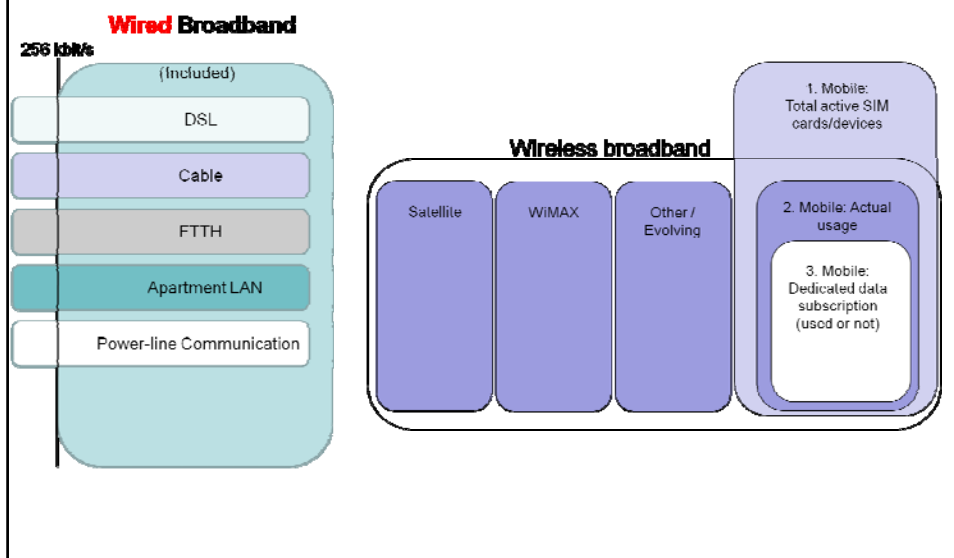 Wired Broadband
256 kbit/s
(Included)
DSL
Cable
FTTH
Apartment LAN
Power-line Communication
Wireless broadband
Satellite
WiMAX
Other /
Evolving
1. Mobile:
Total active SIM
cards/devices
2. Mobile: Actual
usage
3. Mobile:
Dedicated data
subscription
(used or not)